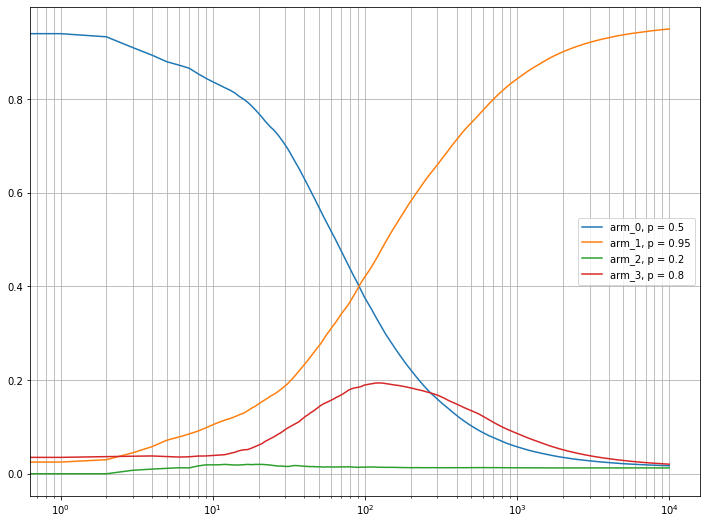 0.8
0.6
0.4
0.2
0.0
10⁰
10¹
10²
10³
10⁴
arm_0, p = 0.5
arm_1, p = 0.95
arm_2, p = 0.2
arm_3, p = 0.8